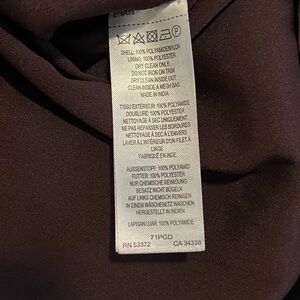 ET8RT5
SHELL: 100% POLYAMIDE/NYLON
LINING: 100% POLYESTER
DRY CLEAN ONLY
DO NOT IRON ON TRIM
DRY CLEAN INSIDE OUT
CLEAN INSIDE A MESH BAG
MADE IN INDIA
TISSU EXTÉRIEUR: 100% POLYAMIDE
DOUBLURE: 100% POLYESTER
NETTOYAGE À SEC UNIQUEMENT.
NE PAS REPASSER LES BORDURES
NETTOYAGE À SEC À L'ENVERS
LAVER À L'INTÉRIEUR D'UN FILET À
LINGE
FABRIQUÉ EN INDE.
AUSSENSTOFF: 100% POLYAMID
FUTTER: 100% POLYESTER
NUR CHEMISCHE REINIGUNG
BESATZ NICHT BÜGELN
AUF LINKS CHEMISCH REINIGEN
IN EINEM WÄSCHENETZ WASCHEN
HERGESTELLT IN INDIEN
LAPISAN LUAR: 100% POLYAMIDE
71PGD
RN 53372 CA 34338